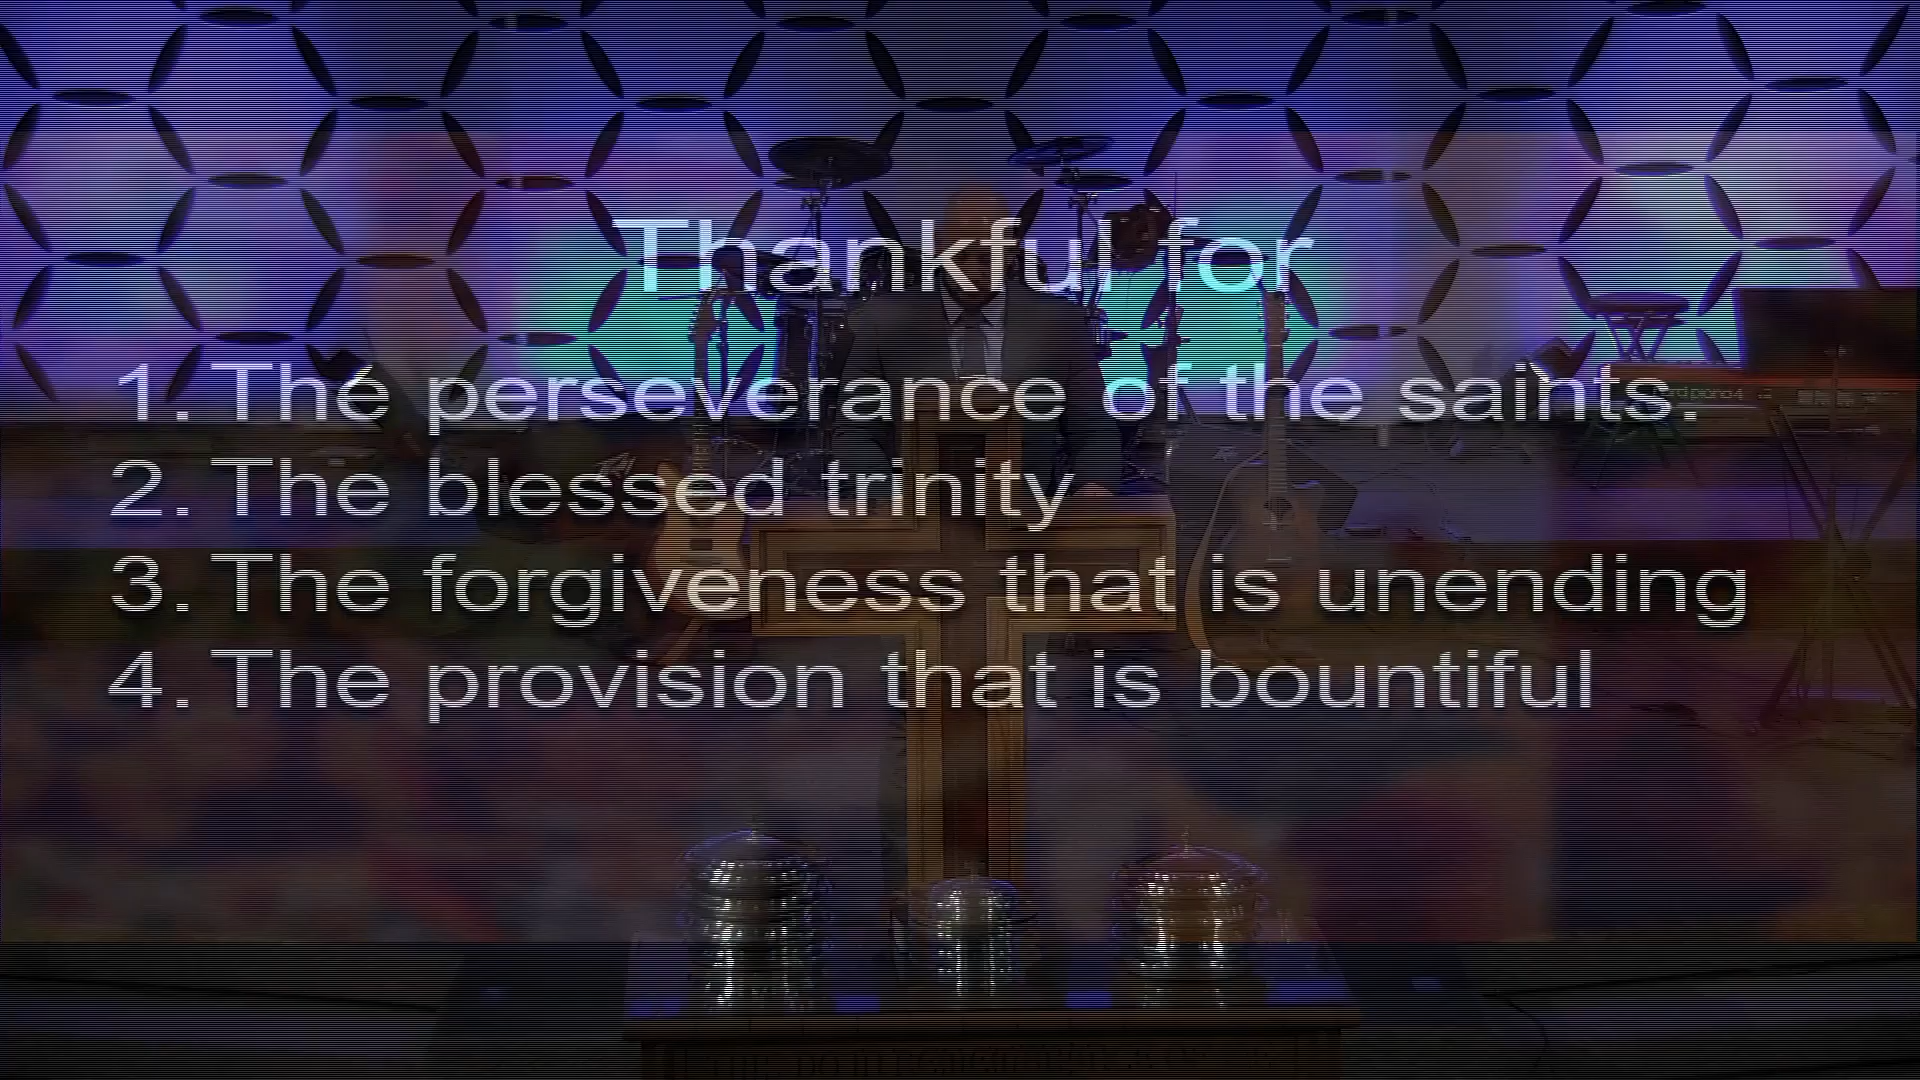 Thankful for
1. The perseverance of the saints.
2. The blessed trinity
3. The forgiveness that is unending
4. The provision that is bountiful